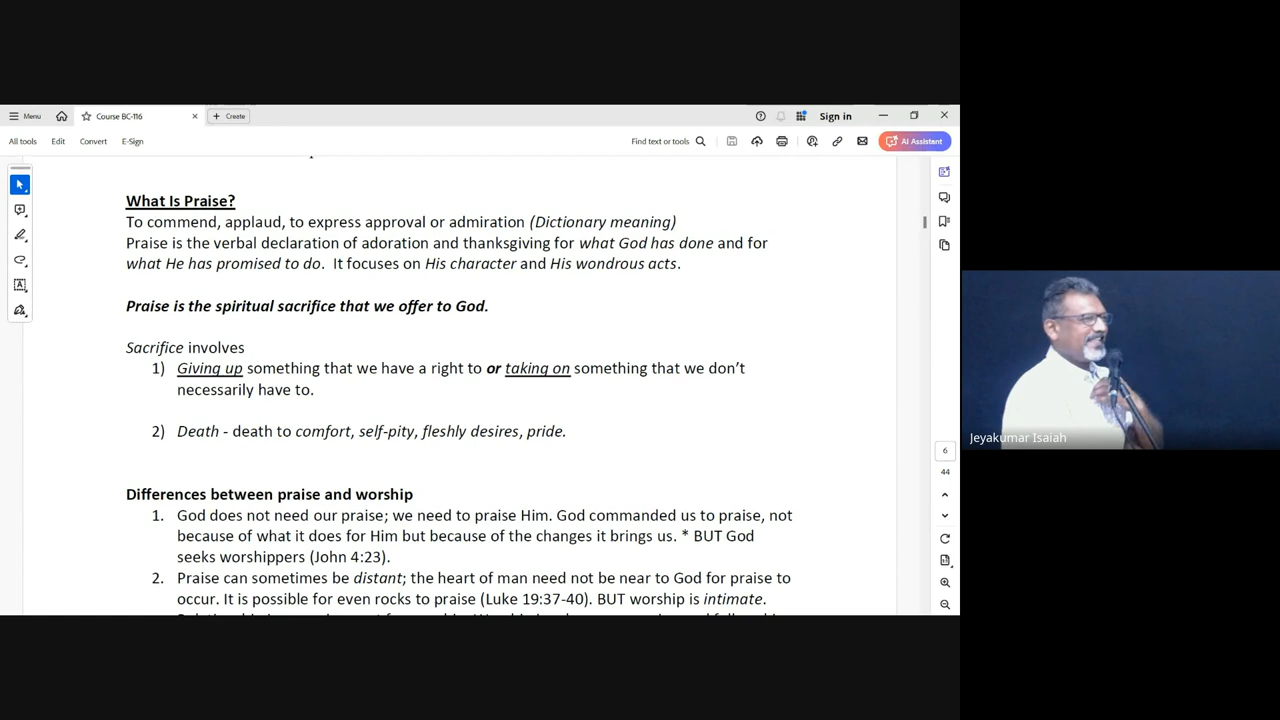 Menu
Course BC-116
Create
Sign in
All tools
Edit
Convert
E-Sign
Find text or tools
AI Assistant
What Is Praise?
To commend, applaud, to express approval or admiration (Dictionary meaning)
Praise is the verbal declaration of adoration and thanksgiving for what God has done and for
what He has promised to do. It focuses on His character and His wondrous acts.
Praise is the spiritual sacrifice that we offer to God.
Sacrifice involves
1) Giving up something that we have a right to or taking on something that we don't
necessarily have to.
2) Death - death to comfort, self-pity, fleshly desires, pride.
Differences between praise and worship
1. God does not need our praise; we need to praise Him. God commanded us to praise, not
because of what it does for Him but because of the changes it brings us. * BUT God
seeks worshippers (John 4:23).
2. Praise can sometimes be distant; the heart of man need not be near to God for praise to
occur. It is possible for even rocks to praise (Luke 19:37-40). BUT worship is intimate.
6
44
Jeyakumar Isaiah